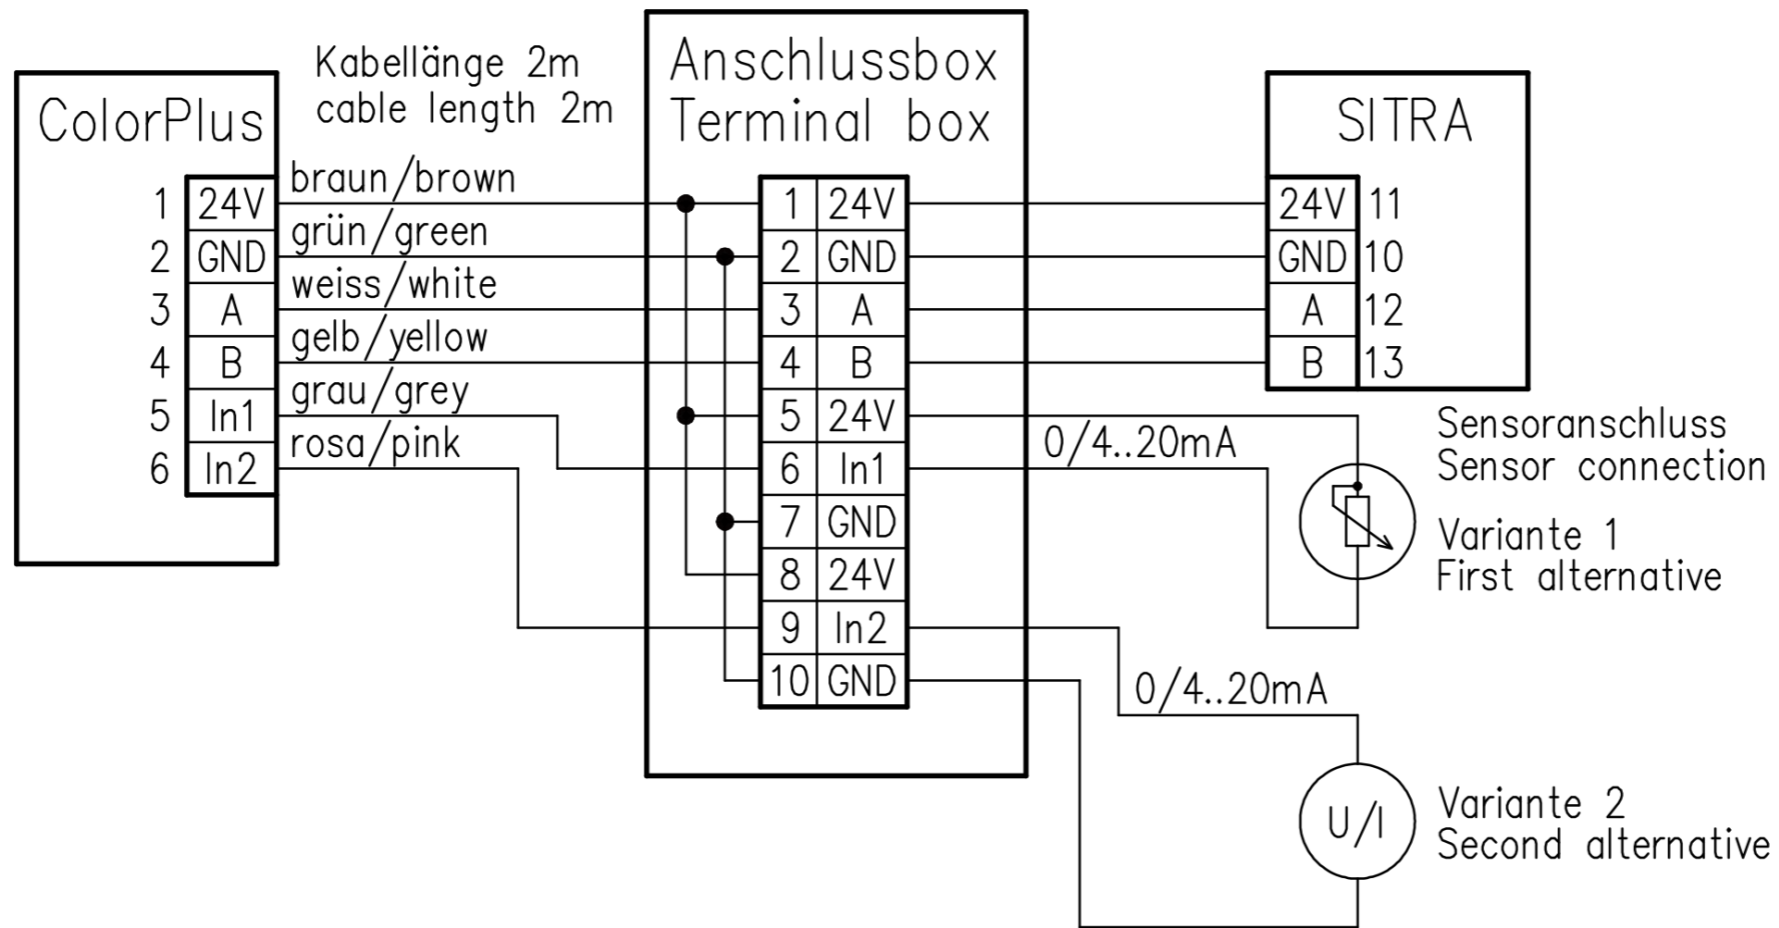 Kabellänge 2m
cable length 2m
ColorPlus
1 24V braun/brown
2 GND grün/green
3 A weiss/white
4 B gelb/yellow
5 In1 grau/grey
6 In2 rosa/pink
Anschlussbox
Terminal box
1 24V
2 GND
3 A
4 B
5 24V
6 In1
7 GND
8 24V
9 In2
10 GND
SITRA
24V 11
GND 10
A 12
B 13
0/4..20mA
Sensoranschluss
Sensor connection
Variante 1
First alternative
0/4..20mA
U/I
Variante 2
Second alternative